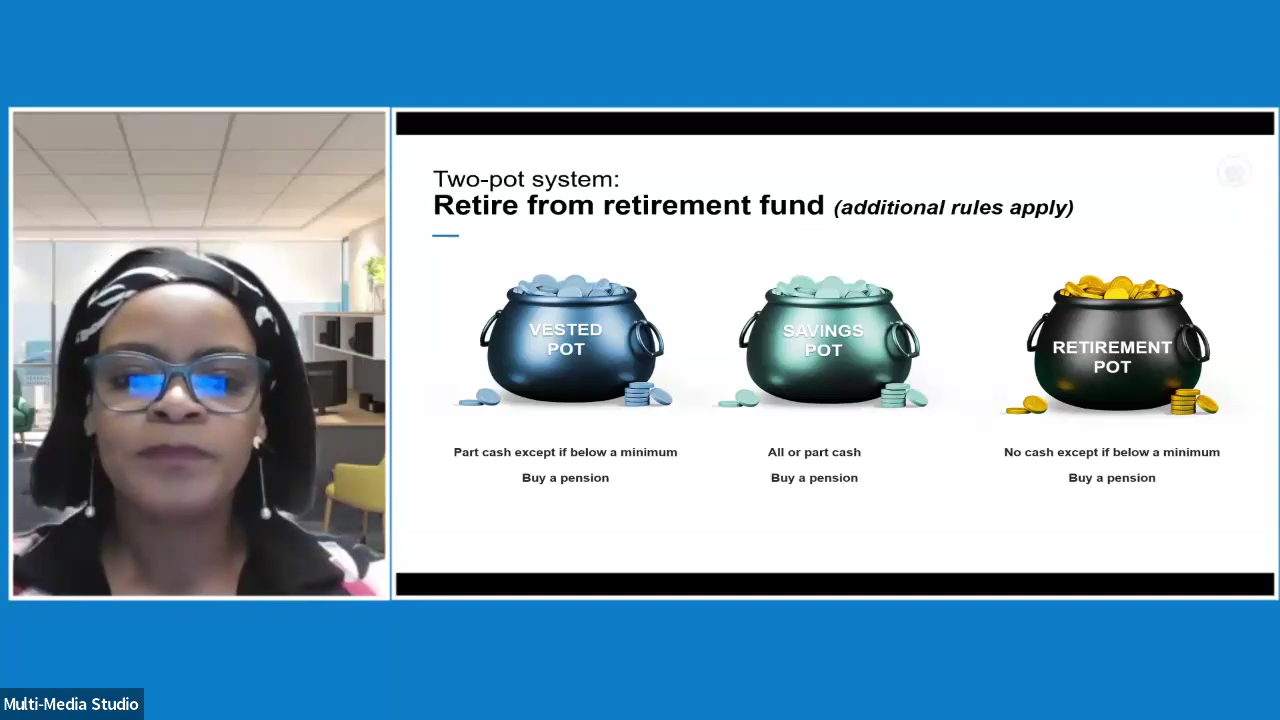 Two-pot system:
Retire from retirement fund (additional rules apply)
VESTED
POT
SAVINGS
POT
RETIREMENT
POT
Part cash except if below a minimum
Buy a pension
All or part cash
Buy a pension
No cash except if below a minimum
Buy a pension
Multi-Media Studio